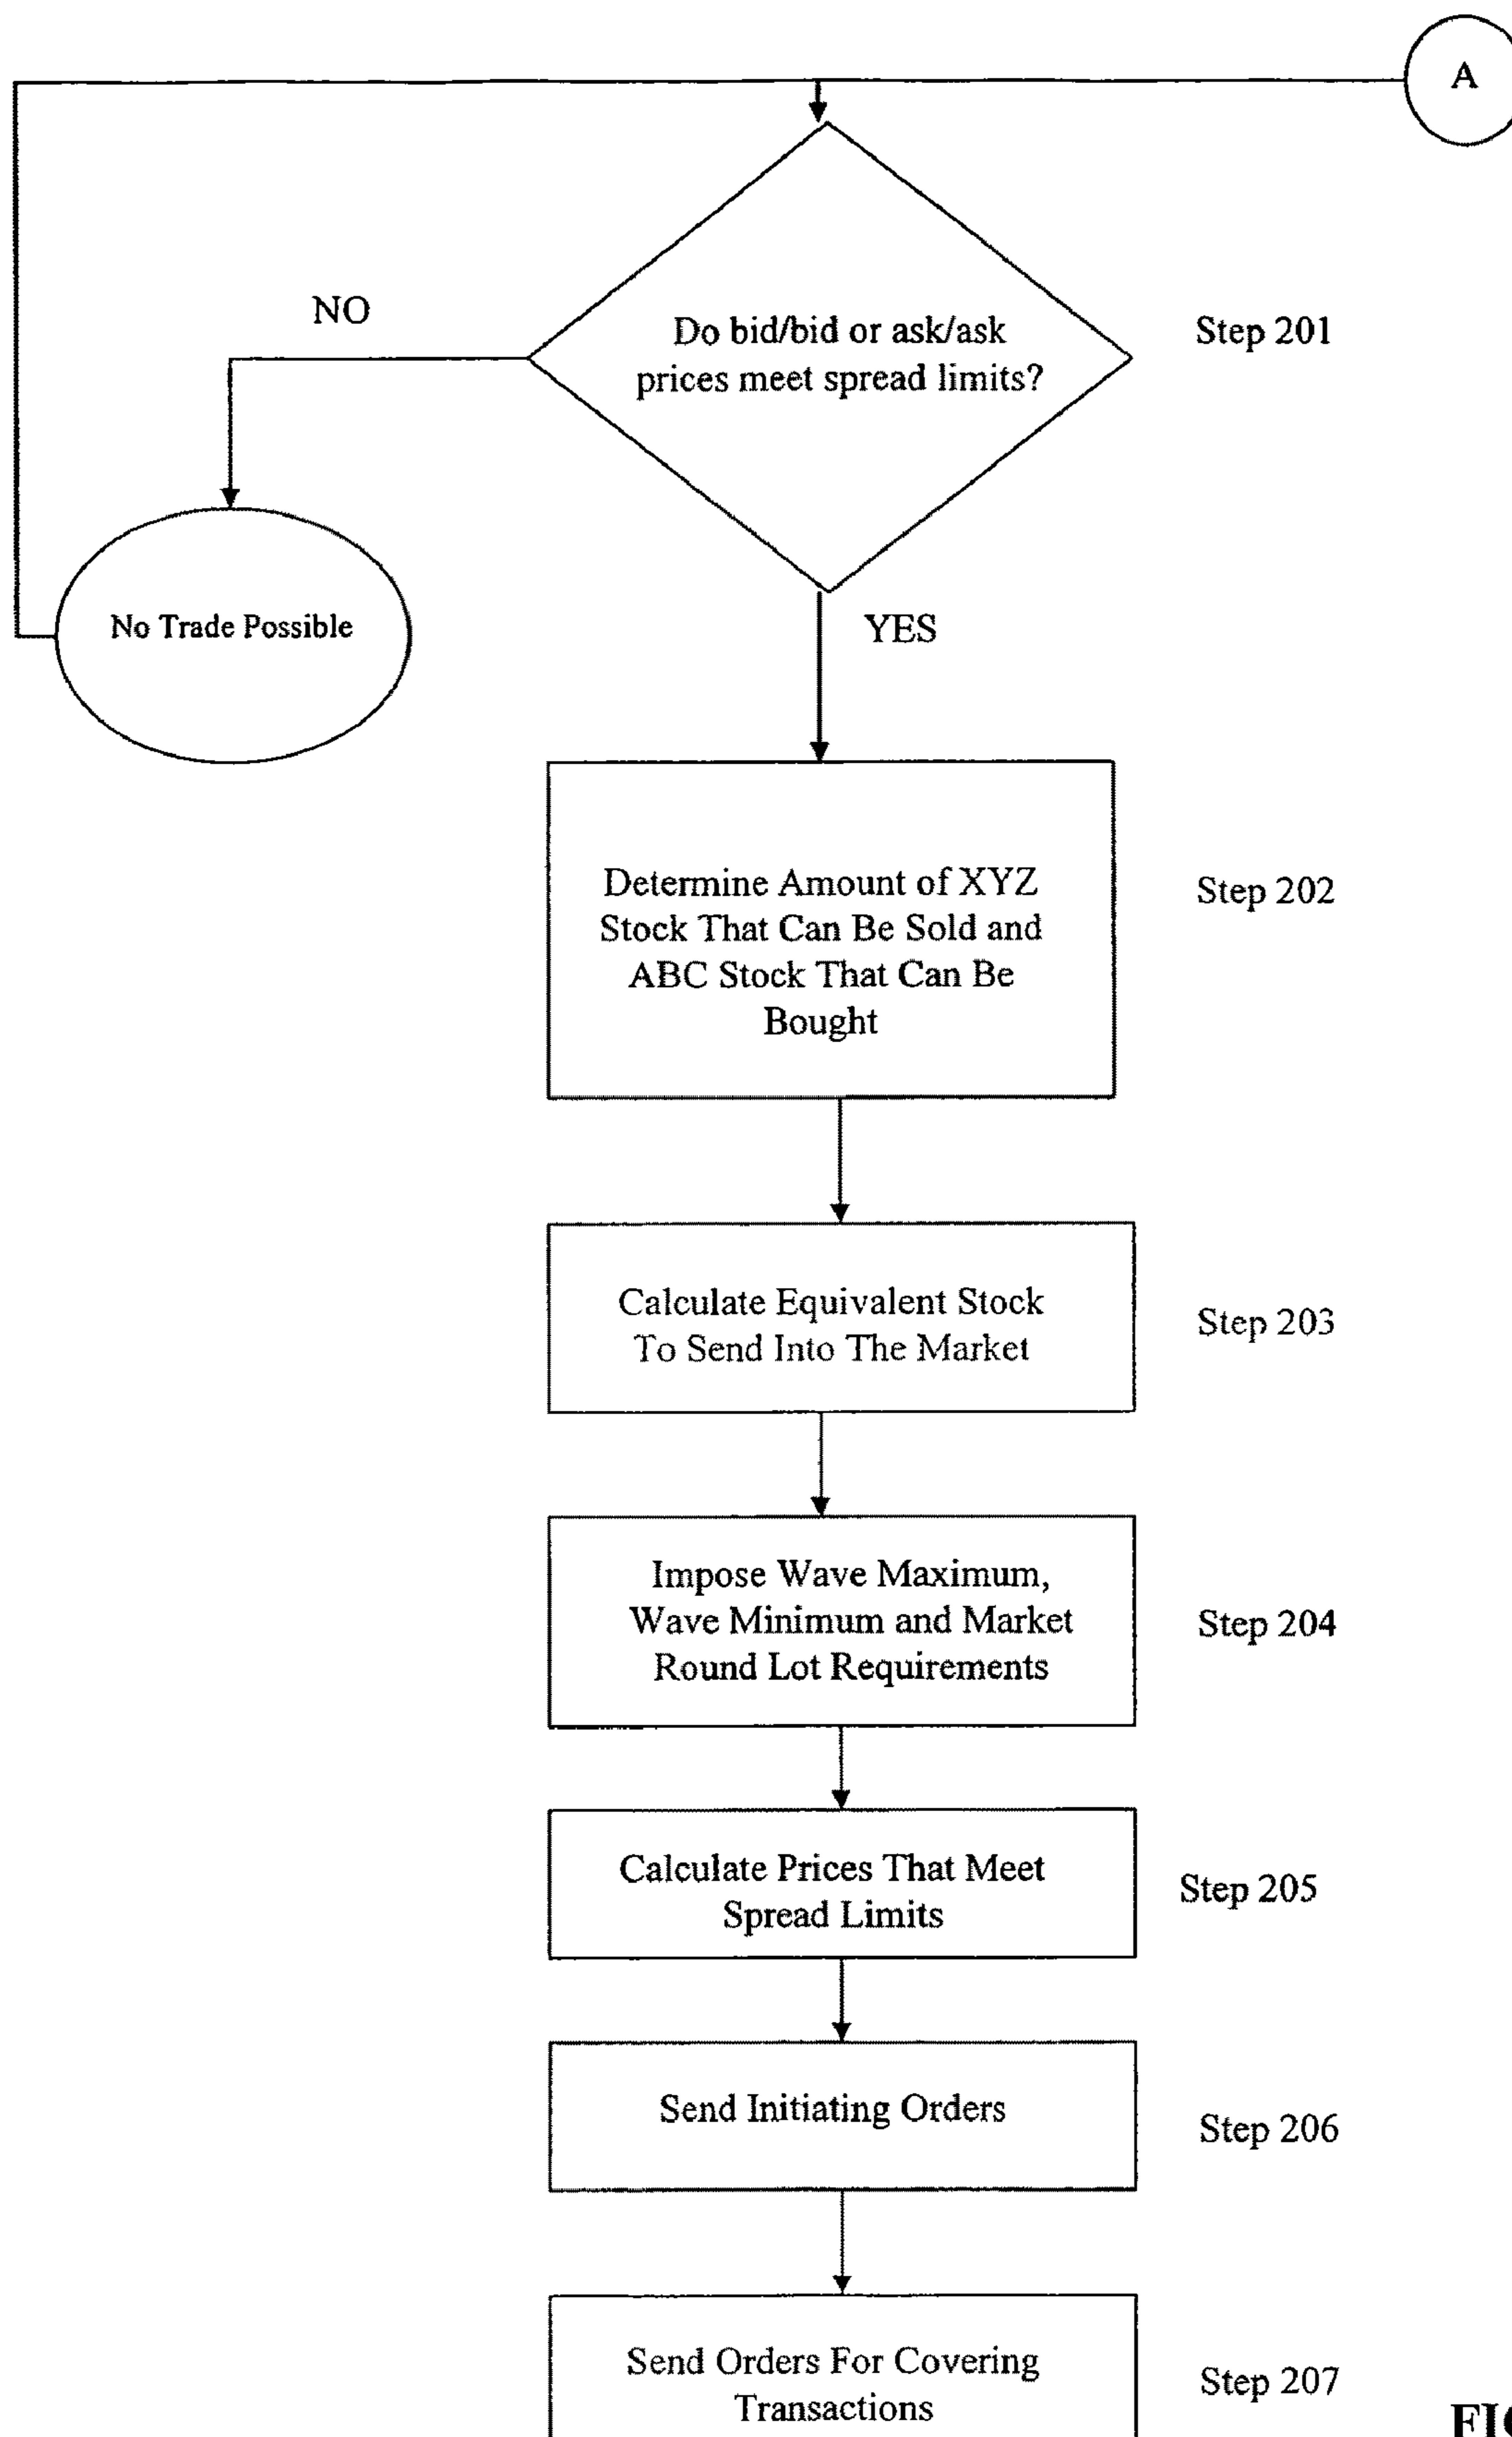 A
NO
Do bid/bid or ask/ask
prices meet spread limits?
Step 201
No Trade Possible
YES
Determine Amount of XYZ
Stock That Can Be Sold and
ABC Stock That Can Be
Bought
Step 202
Calculate Equivalent Stock
To Send Into The Market
Step 203
Impose Wave Maximum,
Wave Minimum and Market
Round Lot Requirements
Step 204
Calculate Prices That Meet
Spread Limits
Step 205
Send Initiating Orders
Step 206
Send Orders For Covering
Transactions
Step 207